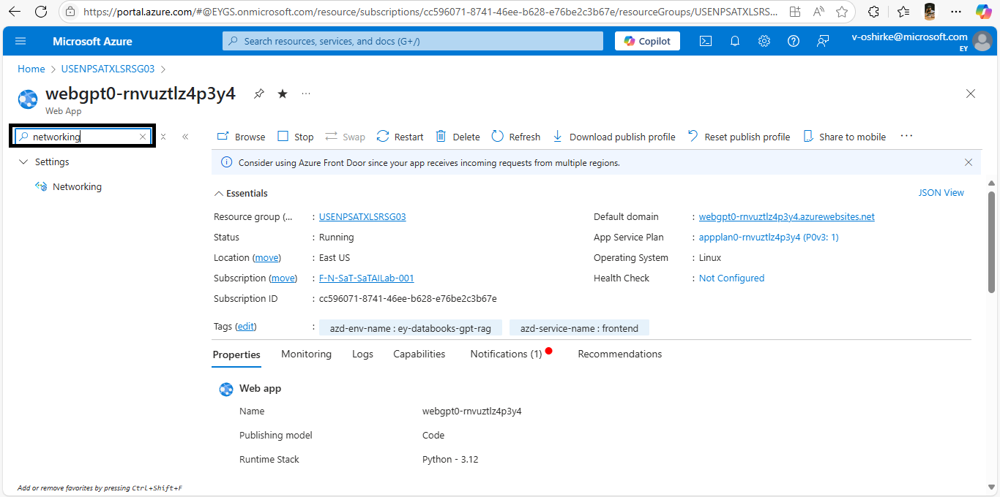 https://portal.azure.com/#@EYGS.onmicrosoft.com/resource/subscriptions/cc596071-8741-46ee-b628-e76be2c3b67e/resourceGroups/USENPSATXLSRS...
Microsoft Azure
Search resources, services, and docs (G+/)
Copilot
v-oshirke@microsoft.com
EY
Home > USENPSATXLSRSG03 >
webgpt0-rnvuztlz4p3y4
Web App
networking
Browse Stop Swap Restart Delete Refresh Download publish profile Reset publish profile Share to mobile ...
Settings
Networking
Consider using Azure Front Door since your app receives incoming requests from multiple regions.
Essentials
JSON View
Resource group (... : USENPSATXLSRSG03
Status : Running
Location (move) : East US
Subscription (move) : F-N-SaT-SaTAILab-001
Subscription ID : cc596071-8741-46ee-b628-e76be2c3b67e
Default domain : webgpt0-rnvuztlz4p3y4.azurewebsites.net
App Service Plan : appplan0-rnvuztlz4p3y4 (P0v3: 1)
Operating System : Linux
Health Check : Not Configured
Tags (edit) : azd-env-name : ey-databooks-gpt-rag azd-service-name : frontend
Properties Monitoring Logs Capabilities Notifications (1) Recommendations
Web app
Name webgpt0-rnvuztlz4p3y4
Publishing model Code
Runtime Stack Python - 3.12
Add or remove favorites by pressing Ctrl+Shift+F